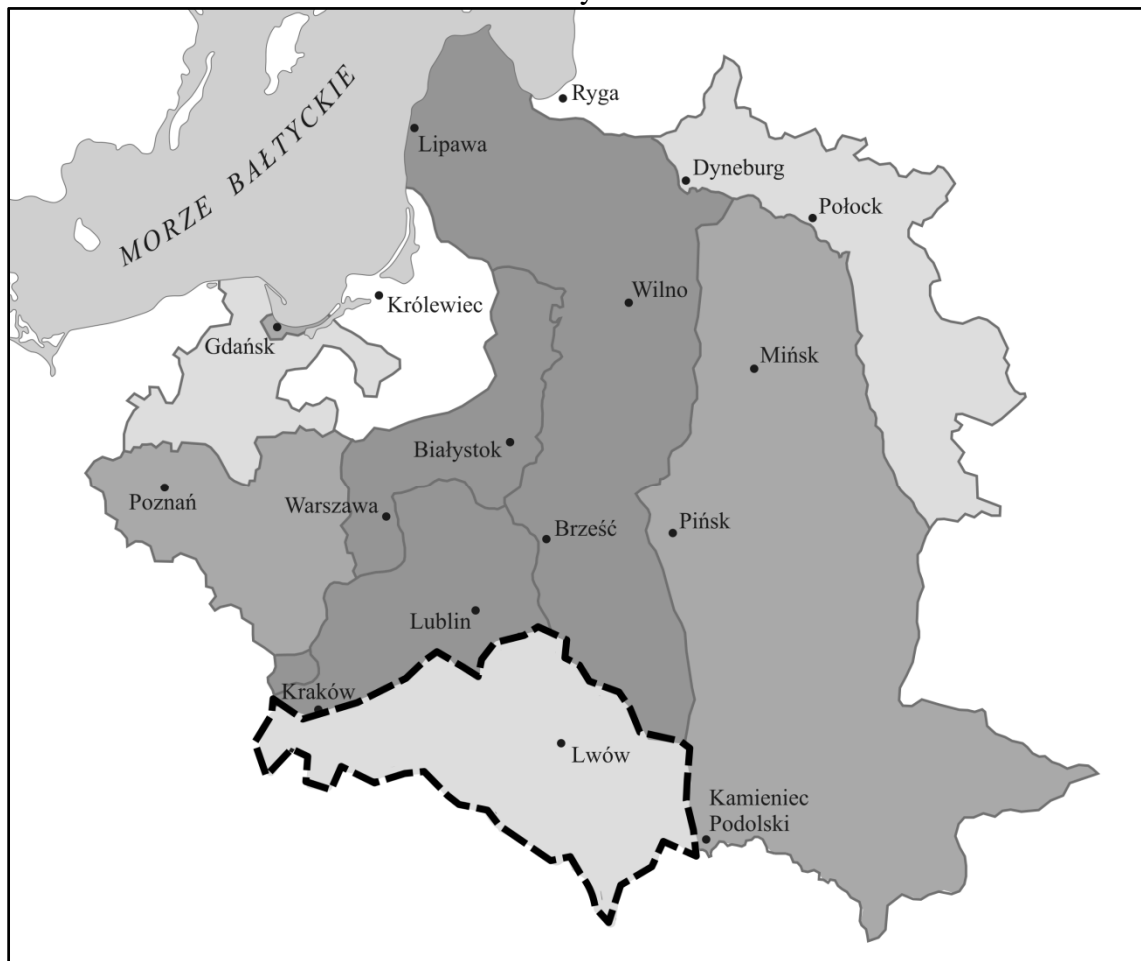 MORZE BAŁTYCKIE
Ryga
Lipawa
Dyneburg
Połock
Królewiec
Wilno
Gdańsk
Mińsk
Białystok
Poznań
Warszawa
Pińsk
Brześć
Lublin
Kraków
Lwów
Kamieniec
Podolski